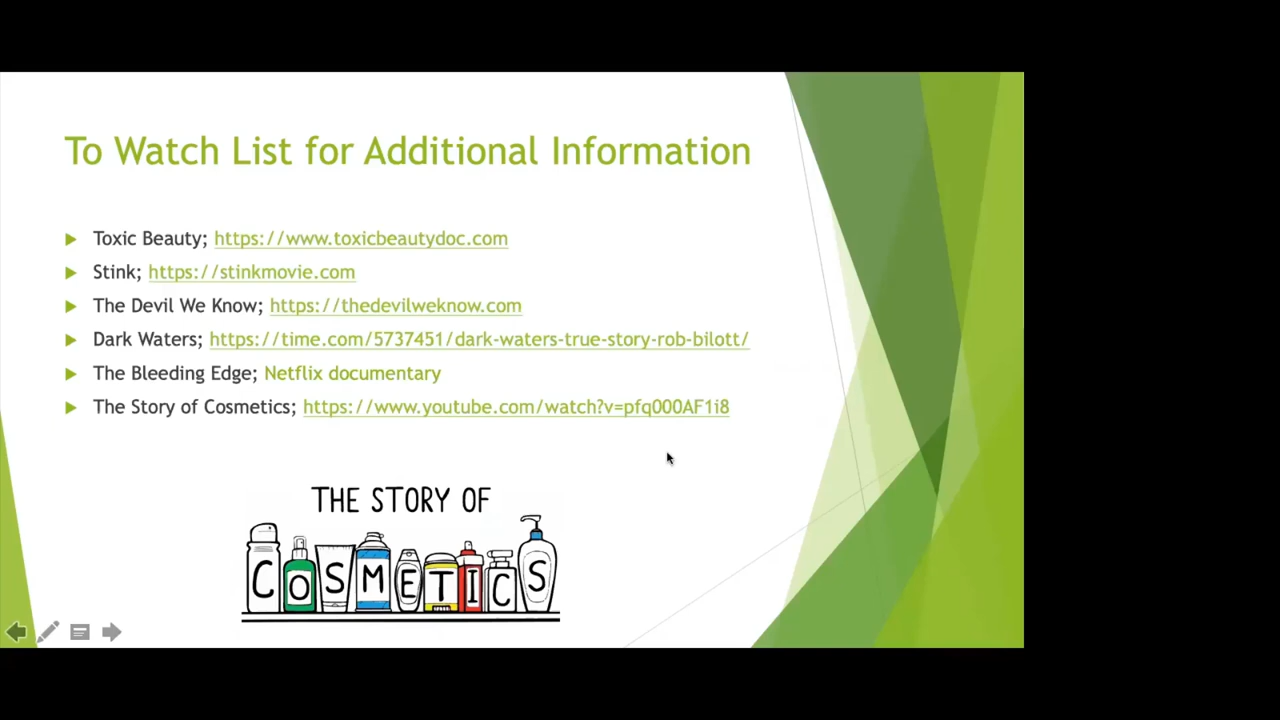 To Watch List for Additional Information
Toxic Beauty; https://www.toxicbeautydoc.com
Stink; https://stinkmovie.com
The Devil We Know; https://thedevilweknow.com
Dark Waters; https://time.com/5737451/dark-waters-true-story-rob-bilott/
The Bleeding Edge; Netflix documentary
The Story of Cosmetics; https://www.youtube.com/watch?v=pfq000AF1i8
THE STORY OF
COSMETICS